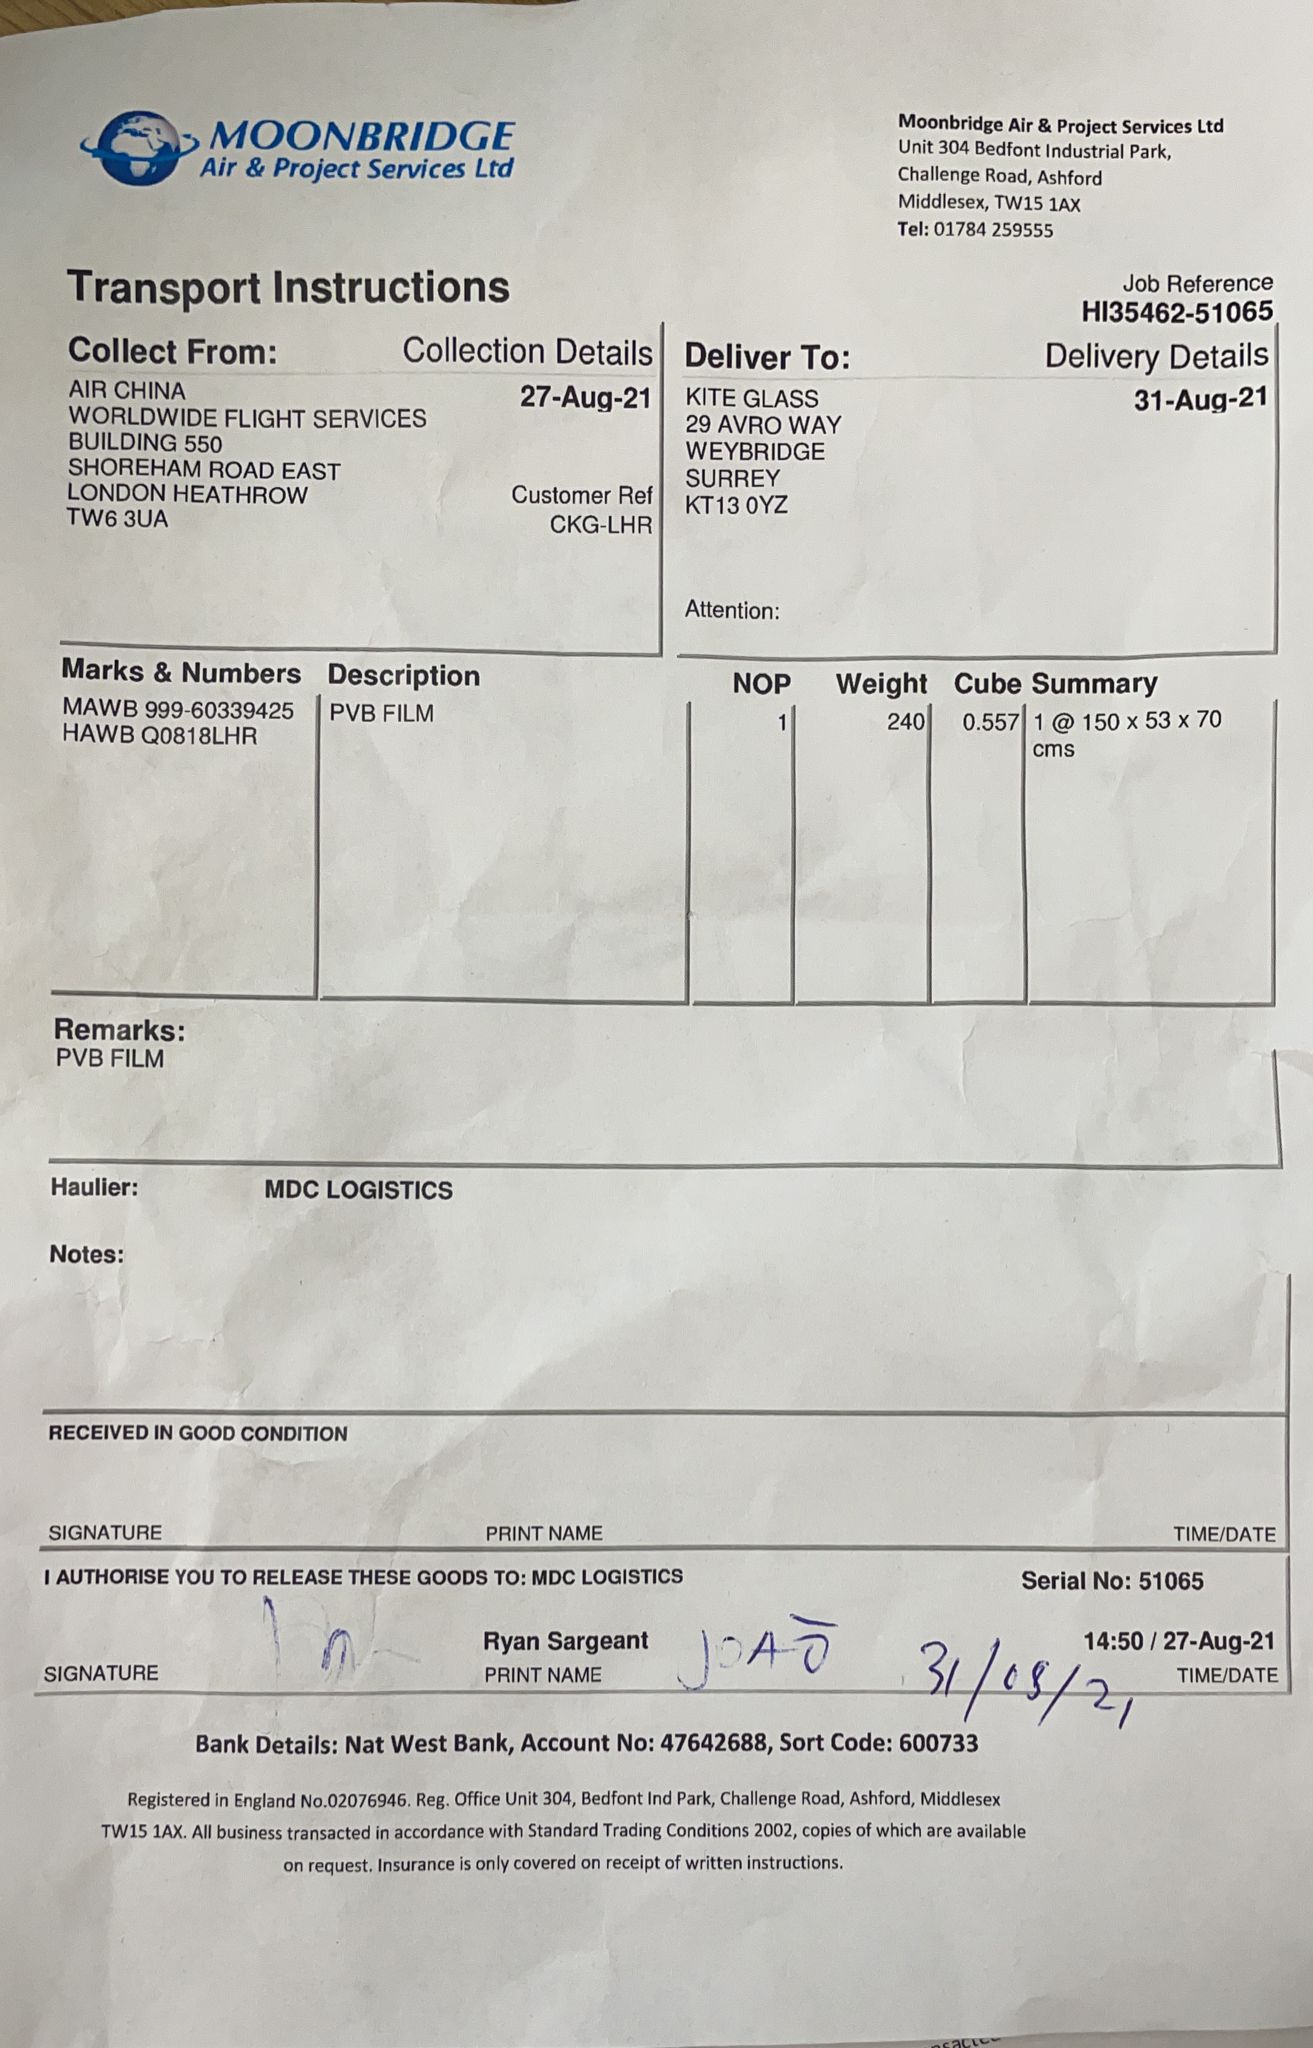 MOONBRIDGE
Air & Project Services Ltd
Moonbridge Air & Project Services Ltd
Unit 304 Bedfont Industrial Park,
Challenge Road, Ashford
Middlesex, TW15 1AX
Tel: 01784 259555
Transport Instructions
Job Reference
HI35462-51065
Collect From: Collection Details
AIR CHINA 27-Aug-21
WORLDWIDE FLIGHT SERVICES
BUILDING 550
SHOREHAM ROAD EAST
LONDON HEATHROW Customer Ref
TW6 3UA CKG-LHR
Deliver To: Delivery Details
KITE GLASS 31-Aug-21
29 AVRO WAY
WEYBRIDGE
SURREY
KT13 0YZ
Attention:
Marks & Numbers Description NOP Weight Cube Summary
MAWB 999-60339425 PVB FILM 1 240 0.557 1 @ 150 x 53 x 70
HAWB Q0818LHR cms
Remarks:
PVB FILM
Haulier: MDC LOGISTICS
Notes:
RECEIVED IN GOOD CONDITION
SIGNATURE PRINT NAME TIME/DATE
I AUTHORISE YOU TO RELEASE THESE GOODS TO: MDC LOGISTICS Serial No: 51065
Ryan Sargeant JOAO 31/08/21 14:50 / 27-Aug-21
SIGNATURE PRINT NAME TIME/DATE
Bank Details: Nat West Bank, Account No: 47642688, Sort Code: 600733
Registered in England No.02076946. Reg. Office Unit 304, Bedfont Ind Park, Challenge Road, Ashford, Middlesex
TW15 1AX. All business transacted in accordance with Standard Trading Conditions 2002, copies of which are available
on request. Insurance is only covered on receipt of written instructions.